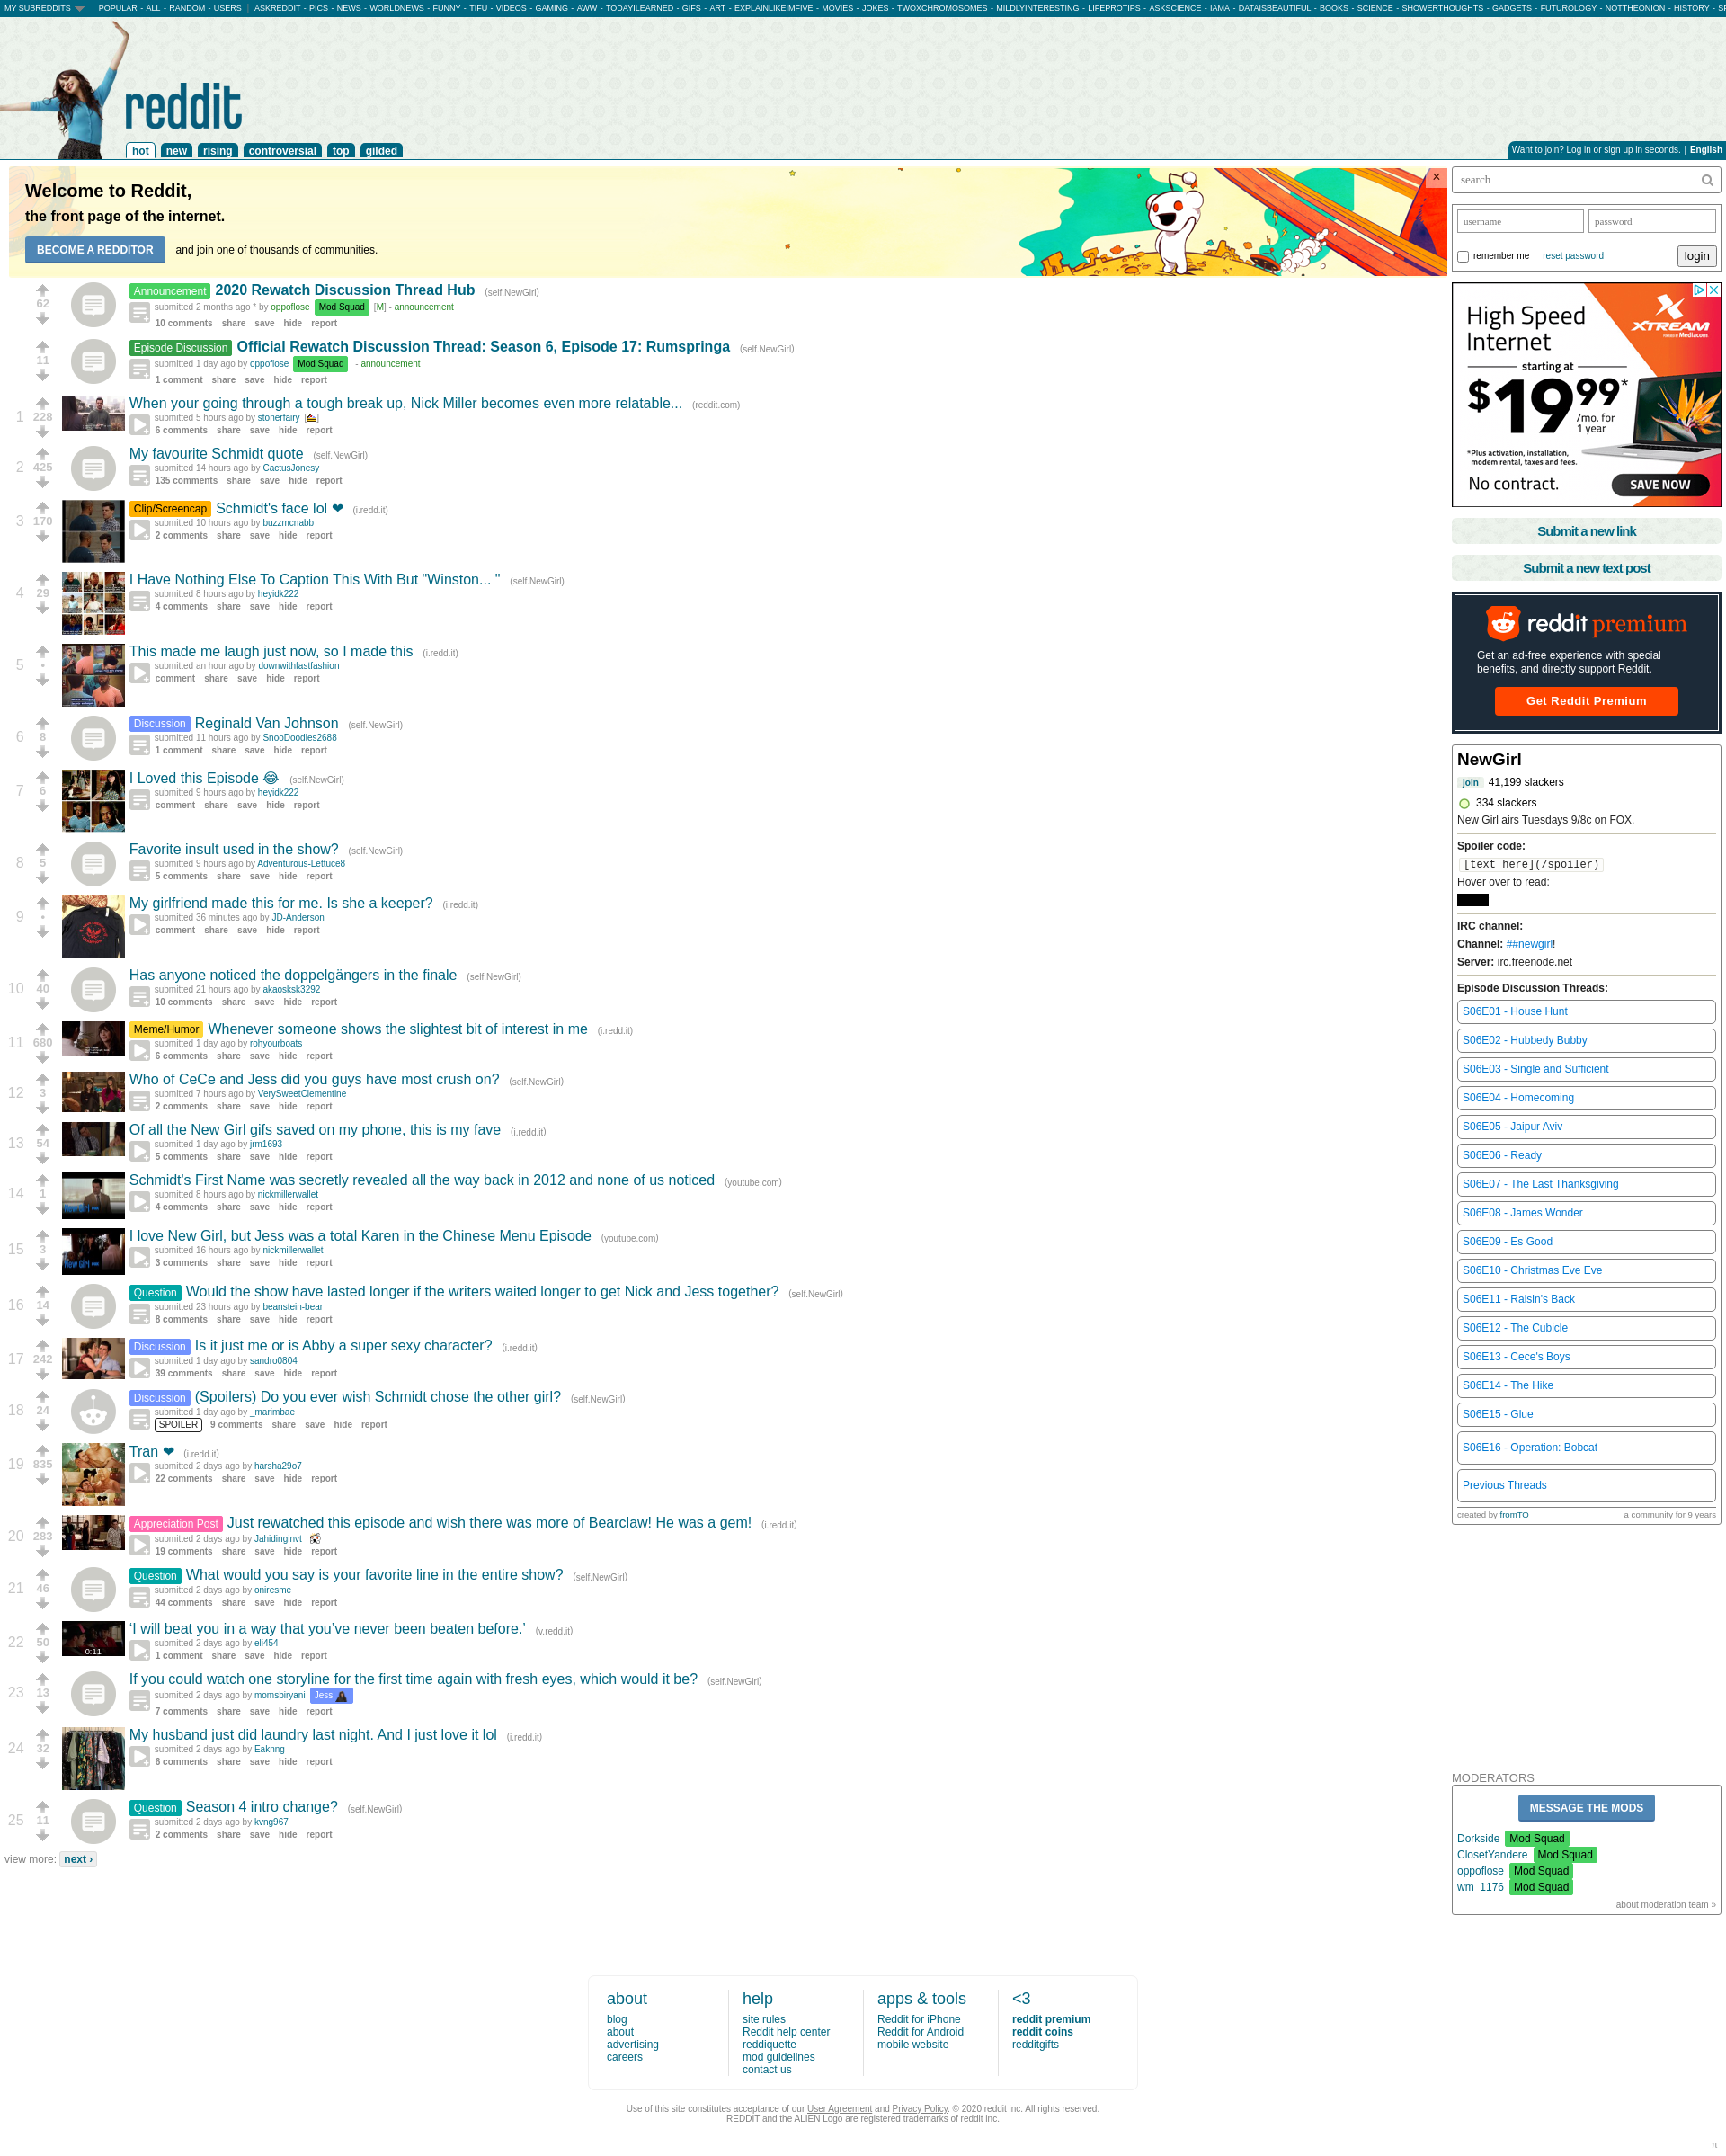 MY SUBREDDITS POPULAR - ALL - RANDOM - USERS | ASKREDDIT - PICS - NEWS - WORLDNEWS - FUNNY - TIFU - VIDEOS - GAMING - AWW - TODAYILEARNED - GIFS - ART - EXPLAINLIKEIMFIVE - MOVIES - JOKES - TWOXCHROMOSOMES - MILDLYINTERESTING - LIFEPROTIPS - ASKSCIENCE - IAMA - DATAISBEAUTIFUL - BOOKS - SCIENCE - SHOWERTHOUGHTS - GADGETS - FUTUROLOGY - NOTTHEONION - HISTORY -
reddit
hot new rising controversial top gilded
Want to join? Log in or sign up in seconds. | English
Welcome to Reddit,
the front page of the internet.
BECOME A REDDITOR and join one of thousands of communities.
62
Announcement 2020 Rewatch Discussion Thread Hub (self.NewGirl)
submitted 2 months ago * by oppoflose Mod Squad [M] - announcement
10 comments share save hide report
11
Episode Discussion Official Rewatch Discussion Thread: Season 6, Episode 17: Rumspringa (self.NewGirl)
submitted 1 day ago by oppoflose Mod Squad - announcement
1 comment share save hide report
1 228
When your going through a tough break up, Nick Miller becomes even more relatable... (reddit.com)
submitted 5 hours ago by stonerfairy
6 comments share save hide report
2 425
My favourite Schmidt quote (self.NewGirl)
submitted 14 hours ago by CactusJonesy
135 comments share save hide report
3 170
Clip/Screencap Schmidt's face lol ❤ (i.redd.it)
submitted 10 hours ago by buzzmcnabb
2 comments share save hide report
4 29
I Have Nothing Else To Caption This With But "Winston... " (self.NewGirl)
submitted 8 hours ago by heyidk222
4 comments share save hide report
5 •
This made me laugh just now, so I made this (i.redd.it)
submitted an hour ago by downwithfastfashion
comment share save hide report
6 8
Discussion Reginald Van Johnson (self.NewGirl)
submitted 11 hours ago by SnooDoodles2688
1 comment share save hide report
7 6
I Loved this Episode 😂 (self.NewGirl)
submitted 9 hours ago by heyidk222
comment share save hide report
8 5
Favorite insult used in the show? (self.NewGirl)
submitted 9 hours ago by Adventurous-Lettuce8
5 comments share save hide report
9 •
My girlfriend made this for me. Is she a keeper? (i.redd.it)
submitted 36 minutes ago by JD-Anderson
comment share save hide report
10 40
Has anyone noticed the doppelgängers in the finale (self.NewGirl)
submitted 21 hours ago by akaosksk3292
10 comments share save hide report
11 680
Meme/Humor Whenever someone shows the slightest bit of interest in me (i.redd.it)
submitted 1 day ago by rohyourboats
6 comments share save hide report
12 3
Who of CeCe and Jess did you guys have most crush on? (self.NewGirl)
submitted 7 hours ago by VerySweetClementine
2 comments share save hide report
13 54
Of all the New Girl gifs saved on my phone, this is my fave (i.redd.it)
submitted 1 day ago by jrm1693
5 comments share save hide report
14 1
Schmidt's First Name was secretly revealed all the way back in 2012 and none of us noticed (youtube.com)
submitted 8 hours ago by nickmillerwallet
4 comments share save hide report
15 3
I love New Girl, but Jess was a total Karen in the Chinese Menu Episode (youtube.com)
submitted 16 hours ago by nickmillerwallet
3 comments share save hide report
16 14
Question Would the show have lasted longer if the writers waited longer to get Nick and Jess together? (self.NewGirl)
submitted 23 hours ago by beanstein-bear
8 comments share save hide report
17 242
Discussion Is it just me or is Abby a super sexy character? (i.redd.it)
submitted 1 day ago by sandro0804
39 comments share save hide report
18 24
Discussion (Spoilers) Do you ever wish Schmidt chose the other girl? (self.NewGirl)
submitted 1 day ago by _marimbae
SPOILER 9 comments share save hide report
19 835
Tran ❤ (i.redd.it)
submitted 2 days ago by harsha29o7
22 comments share save hide report
20 283
Appreciation Post Just rewatched this episode and wish there was more of Bearclaw! He was a gem! (i.redd.it)
submitted 2 days ago by Jahidinginvt
19 comments share save hide report
21 46
Question What would you say is your favorite line in the entire show? (self.NewGirl)
submitted 2 days ago by oniresme
44 comments share save hide report
22 50
0:11
‘I will beat you in a way that you’ve never been beaten before.’ (v.redd.it)
submitted 2 days ago by eli454
1 comment share save hide report
23 13
If you could watch one storyline for the first time again with fresh eyes, which would it be? (self.NewGirl)
submitted 2 days ago by momsbiryani Jess
7 comments share save hide report
24 32
My husband just did laundry last night. And I just love it lol (i.redd.it)
submitted 2 days ago by Eaknng
6 comments share save hide report
25 11
Question Season 4 intro change? (self.NewGirl)
submitted 2 days ago by kvng967
2 comments share save hide report
view more: next ›
search
username password
remember me reset password login
High Speed
Internet
XTREAM
powered by Mediacom
starting at
$19.99*
/mo. for
1 year
*Plus activation, installation,
modem rental, taxes and fees.
No contract. SAVE NOW
Submit a new link
Submit a new text post
reddit premium
Get an ad-free experience with special
benefits, and directly support Reddit.
Get Reddit Premium
NewGirl
join 41,199 slackers
334 slackers
New Girl airs Tuesdays 9/8c on FOX.
Spoiler code:
[text here](/spoiler)
Hover over to read:
IRC channel:
Channel: ##newgirl!
Server: irc.freenode.net
Episode Discussion Threads:
S06E01 - House Hunt
S06E02 - Hubbedy Bubby
S06E03 - Single and Sufficient
S06E04 - Homecoming
S06E05 - Jaipur Aviv
S06E06 - Ready
S06E07 - The Last Thanksgiving
S06E08 - James Wonder
S06E09 - Es Good
S06E10 - Christmas Eve Eve
S06E11 - Raisin's Back
S06E12 - The Cubicle
S06E13 - Cece's Boys
S06E14 - The Hike
S06E15 - Glue
S06E16 - Operation: Bobcat
Previous Threads
created by fromTO a community for 9 years
MODERATORS
MESSAGE THE MODS
Dorkside Mod Squad
ClosetYandere Mod Squad
oppoflose Mod Squad
wm_1176 Mod Squad
about moderation team »
about
blog
about
advertising
careers
help
site rules
Reddit help center
reddiquette
mod guidelines
contact us
apps & tools
Reddit for iPhone
Reddit for Android
mobile website
<3
reddit premium
reddit coins
redditgifts
Use of this site constitutes acceptance of our User Agreement and Privacy Policy. © 2020 reddit inc. All rights reserved.
REDDIT and the ALIEN Logo are registered trademarks of reddit inc.
π